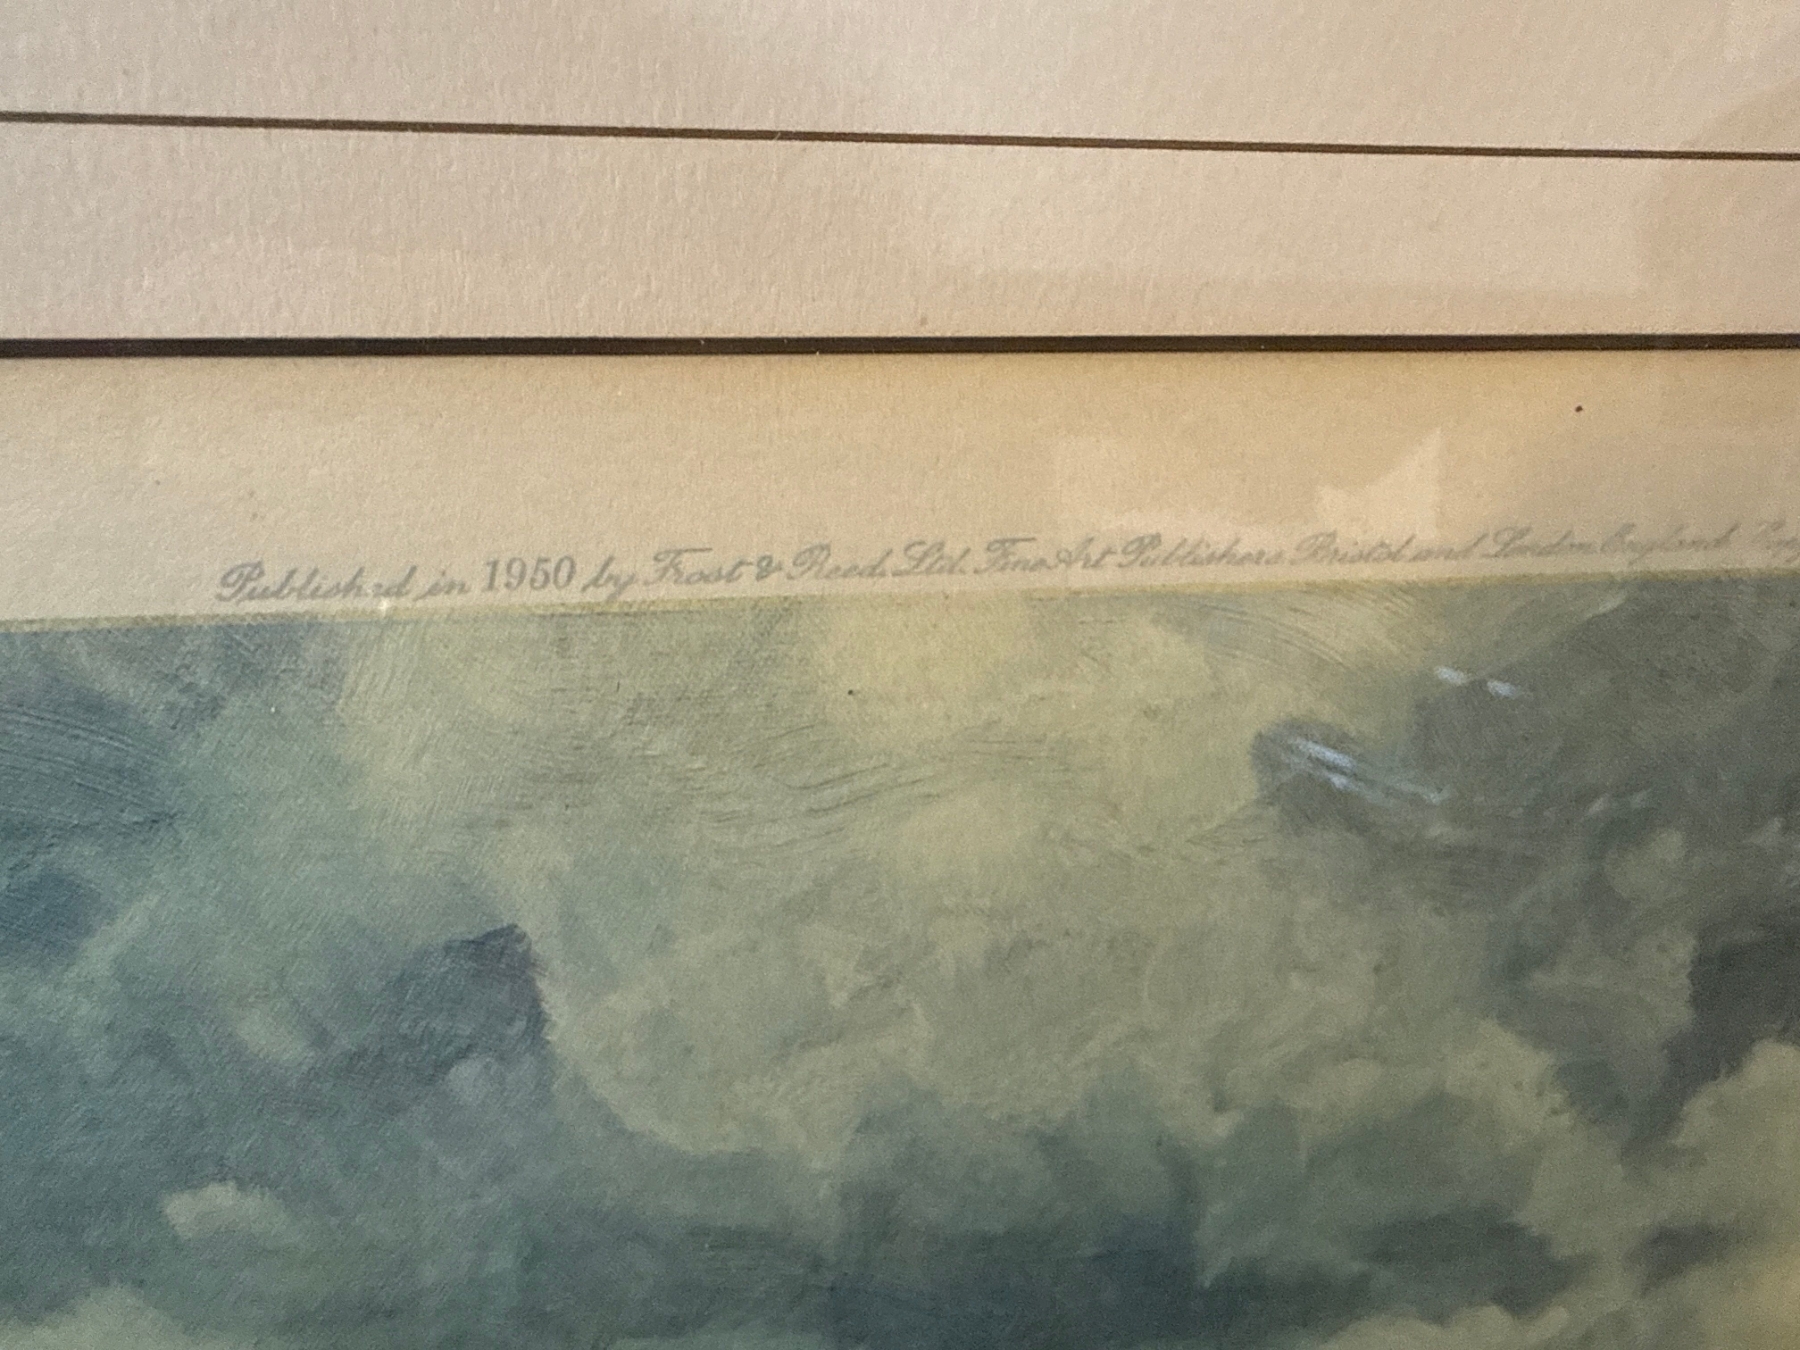 Published in 1950 by Frost & Reed, Ltd. Fine Art Publishers Bristol and London England